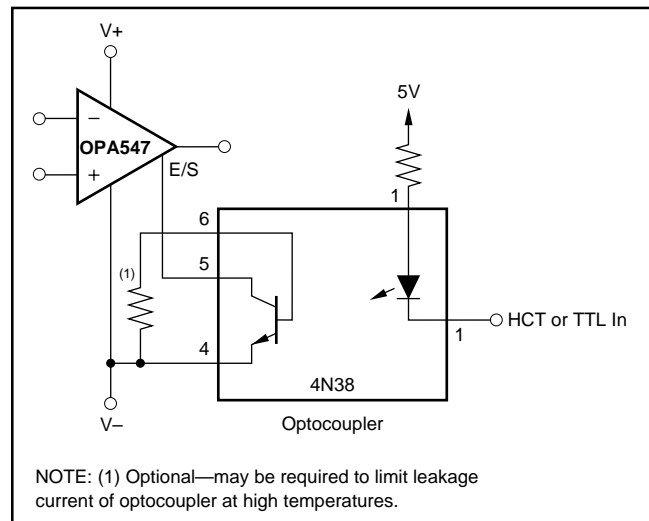 V+
5V
−
OPA547
+
E/S
1
6
(1)
5
HCT or TTL In
1
4
4N38
V–
Optocoupler
NOTE: (1) Optional—may be required to limit leakage
current of optocoupler at high temperatures.